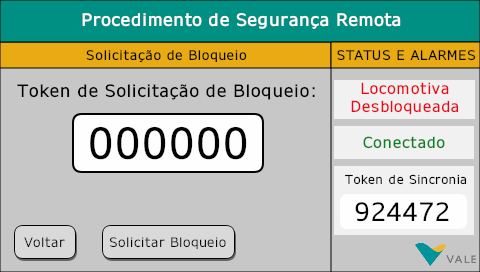 Procedimento de Segurança Remota
Solicitação de Bloqueio
STATUS E ALARMES
Token de Solicitação de Bloqueio:
000000
Locomotiva
Desbloqueada
Conectado
Token de Sincronia
924472
Voltar
Solicitar Bloqueio
VALE